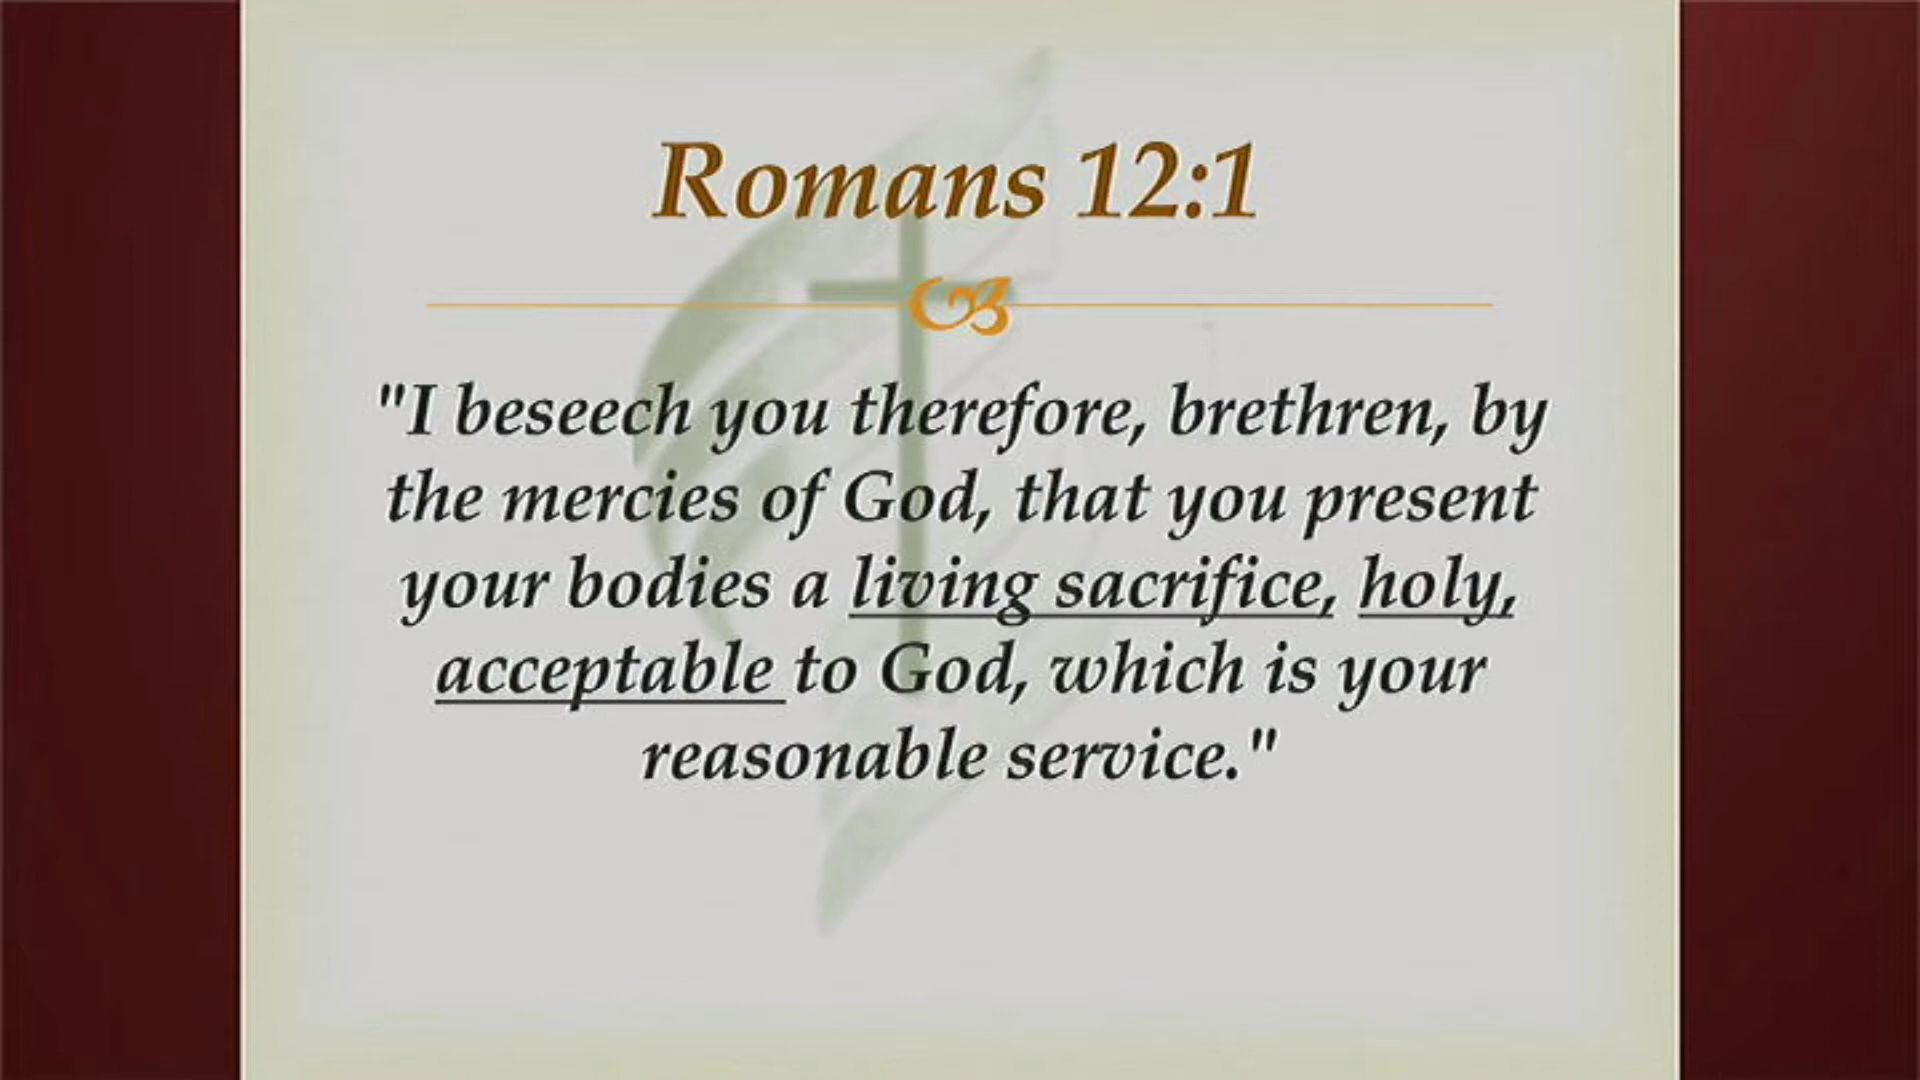 Romans 12:1
"I beseech you therefore, brethren, by
the mercies of God, that you present
your bodies a living sacrifice, holy,
acceptable to God, which is your
reasonable service."